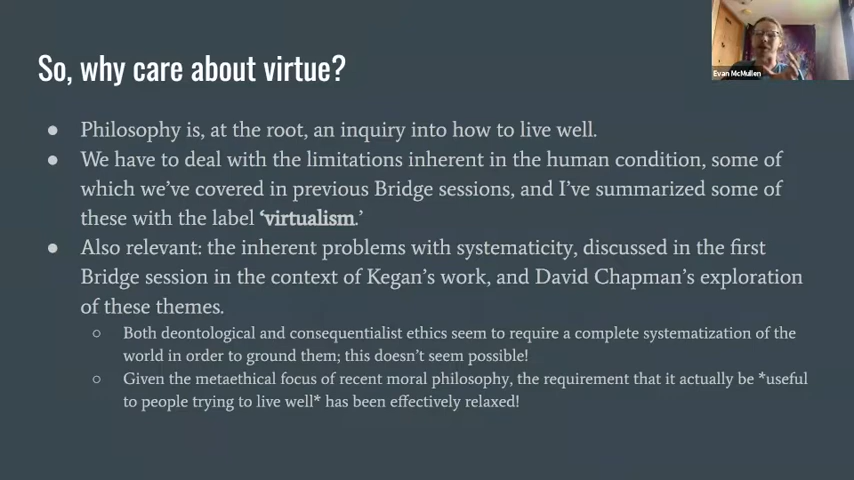 So, why care about virtue?
Evan McMullen
● Philosophy is, at the root, an inquiry into how to live well.
● We have to deal with the limitations inherent in the human condition, some of
which we've covered in previous Bridge sessions, and I've summarized some of
these with the label ‘virtualism.’
● Also relevant: the inherent problems with systematicity, discussed in the first
Bridge session in the context of Kegan's work, and David Chapman's exploration
of these themes.
○ Both deontological and consequentialist ethics seem to require a complete systematization of the
world in order to ground them; this doesn't seem possible!
○ Given the metaethical focus of recent moral philosophy, the requirement that it actually be *useful
to people trying to live well* has been effectively relaxed!